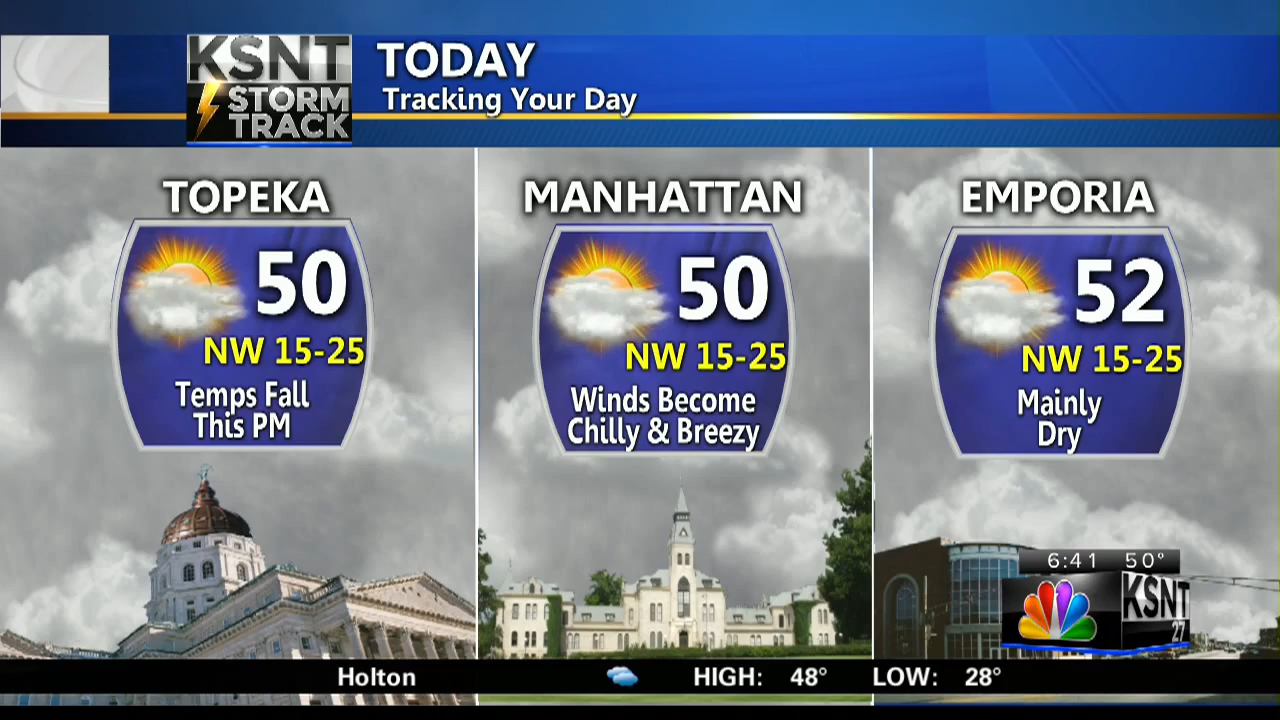 KSNT
STORM
TRACK
TODAY
Tracking Your Day
TOPEKA
50
NW 15-25
Temps Fall
This PM
MANHATTAN
50
NW 15-25
Winds Become
Chilly & Breezy
EMPORIA
52
NW 15-25
Mainly
Dry
6:41 50°
KSNT
27
Holton HIGH: 48° LOW: 28°